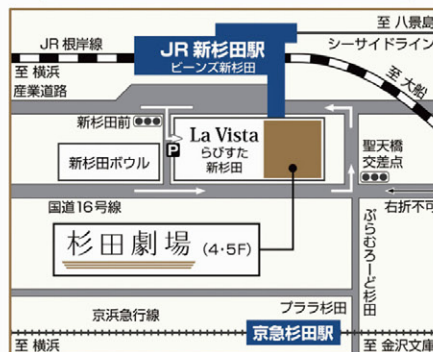 至 八景島
JR 根岸線
JR 新杉田駅
ビーンズ新杉田
シーサイドライン
至 横浜
至 大船
産業道路
新杉田前
La Vista
らびすた
新杉田
P
新杉田ボウル
聖天橋
交差点
国道16号線
右折不可
杉田劇場 (4・5F)
ぷらむろーど杉田
プララ杉田
京浜急行線
京急杉田駅
至 横浜
至 金沢文庫